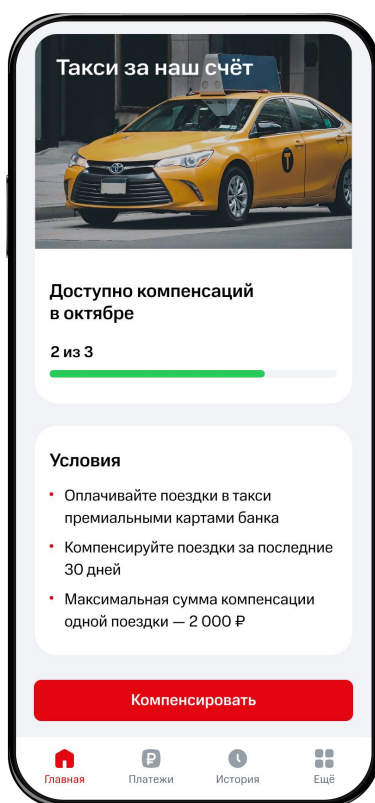 Такси за наш счёт
Доступно компенсаций
в октябре
2 из 3
Условия
• Оплачивайте поездки в такси
премиальными картами банка
• Компенсируйте поездки за последние
30 дней
• Максимальная сумма компенсации
одной поездки — 2 000 ₽
Компенсировать
Главная
Платежи
История
Ещё